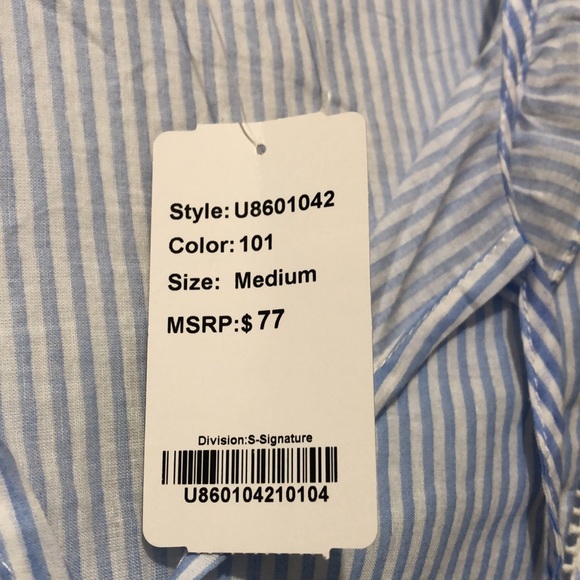 Style: U8601042
Color: 101
Size: Medium
MSRP:$ 77
Division:S-Signature
U860104210104